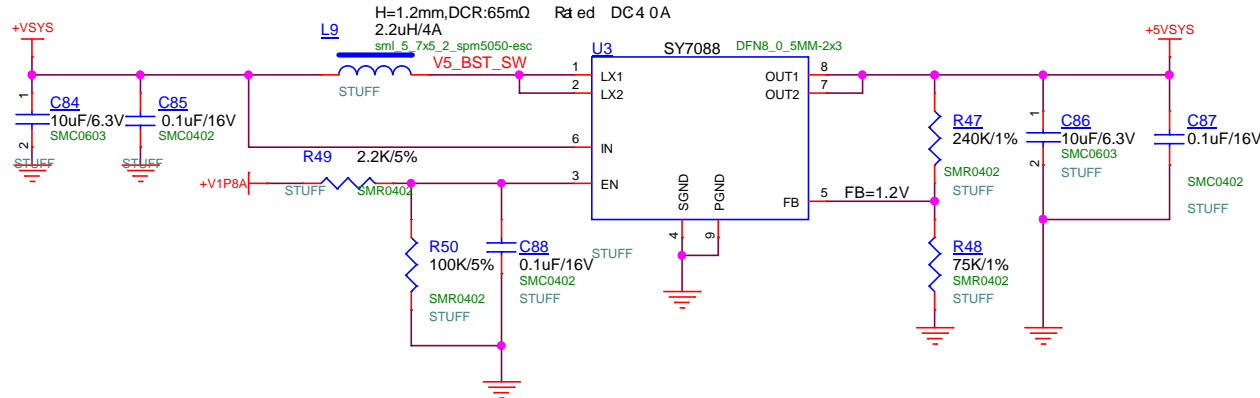 H=1.2mm,DCR:65mΩ Rated DC4.0A
+VSYS
L9
2.2uH/4A
sml_5_7x5_2_spm5050-esc
V5_BST_SW
STUFF
U3
SY7088
DFN8_0_5MM-2x3
+5VSYS
1
LX1
2
LX2
6
IN
3
EN
OUT1
8
OUT2
7
FB
5
FB=1.2V
SGND
PGND
4
9
STUFF
1
C84
10uF/6.3V
SMC0603
2
STUFF
C85
0.1uF/16V
SMC0402
STUFF
+V1P8A
R49
2.2K/5%
STUFF
SMR0402
R50
100K/5%
SMR0402
STUFF
C88
0.1uF/16V
SMC0402
STUFF
R47
240K/1%
SMR0402
STUFF
R48
75K/1%
SMR0402
STUFF
1
C86
10uF/6.3V
SMC0603
2
STUFF
C87
0.1uF/16V
SMC0402
STUFF